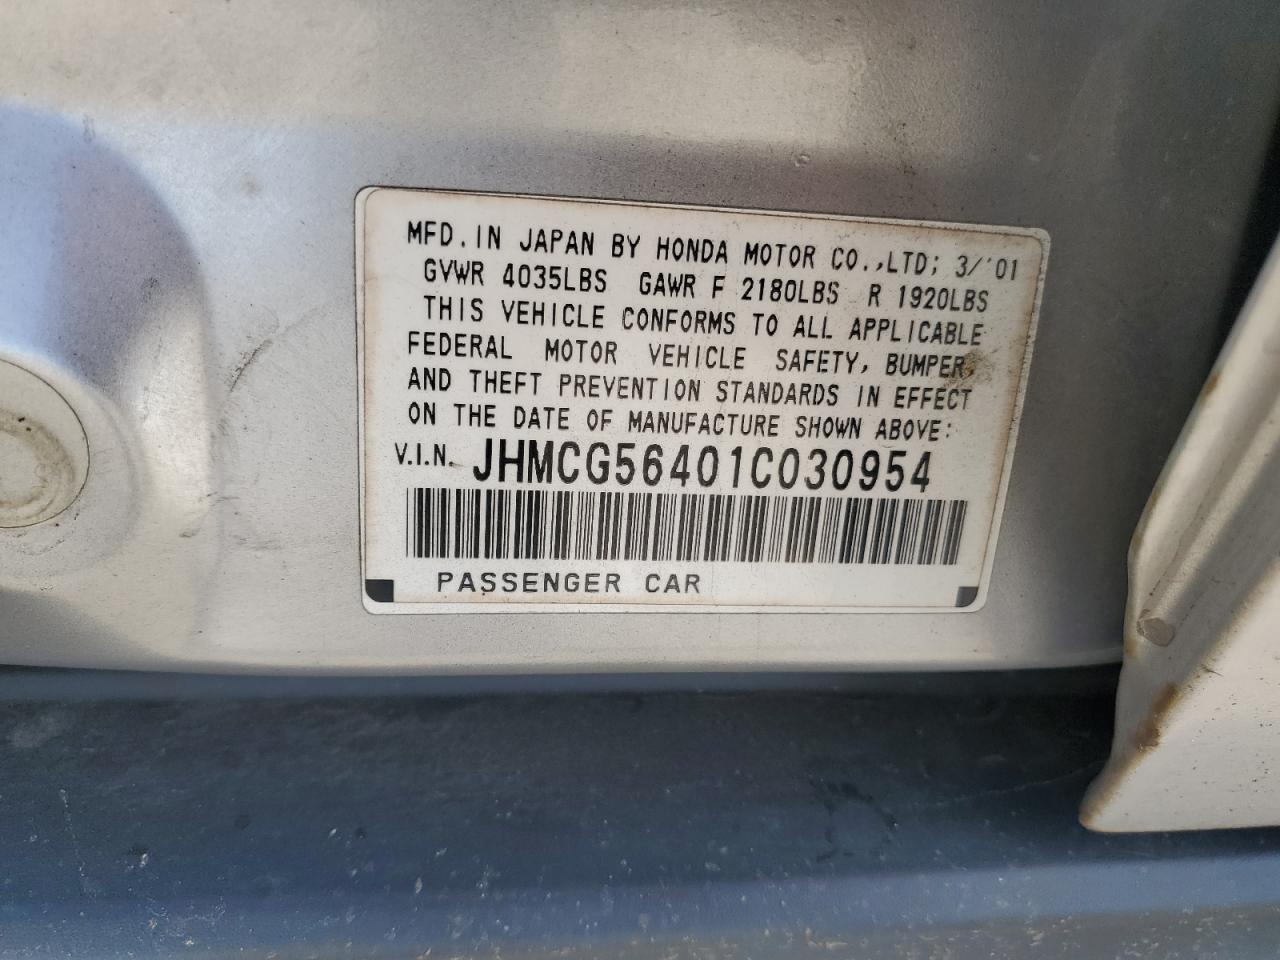 MFD. IN JAPAN BY HONDA MOTOR CO.,LTD; 3/'01
GVWR 4035LBS GAWR F 2180LBS R 1920LBS
THIS VEHICLE CONFORMS TO ALL APPLICABLE
FEDERAL MOTOR VEHICLE SAFETY, BUMPER,
AND THEFT PREVENTION STANDARDS IN EFFECT
ON THE DATE OF MANUFACTURE SHOWN ABOVE:
V.I.N. JHMCG56401C030954
PASSENGER CAR